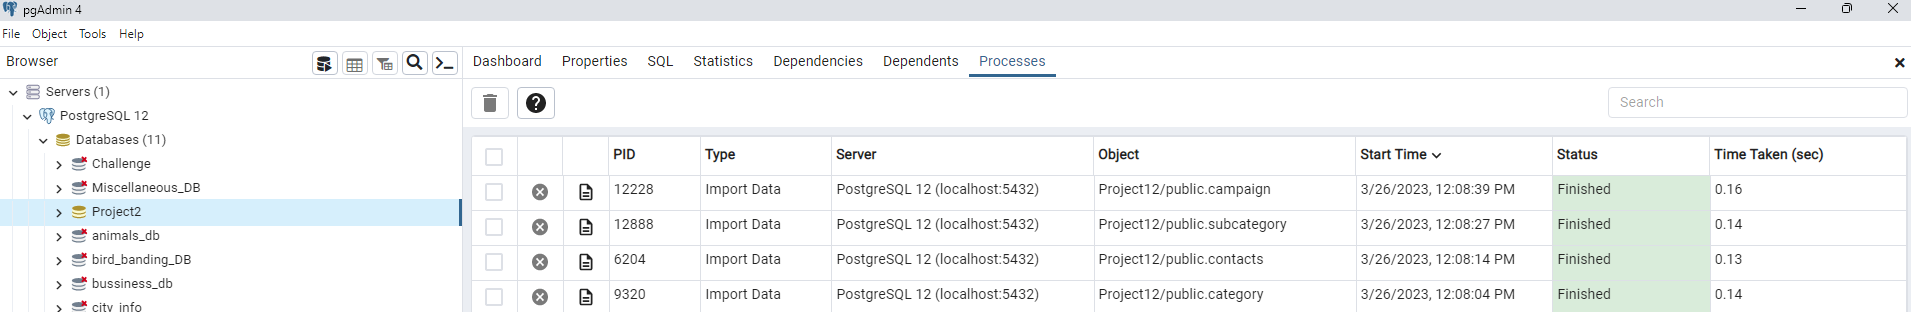 pgAdmin 4
File Object Tools Help
Browser
Dashboard Properties SQL Statistics Dependencies Dependents Processes
Servers (1)
PostgreSQL 12
Databases (11)
Challenge
Miscellaneous_DB
Project2
animals_db
bird_banding_DB
bussiness_db
city_info
Search
PID Type Server Object Start Time Status Time Taken (sec)
12228 Import Data PostgreSQL 12 (localhost:5432) Project12/public.campaign 3/26/2023, 12:08:39 PM Finished 0.16
12888 Import Data PostgreSQL 12 (localhost:5432) Project12/public.subcategory 3/26/2023, 12:08:27 PM Finished 0.14
6204 Import Data PostgreSQL 12 (localhost:5432) Project12/public.contacts 3/26/2023, 12:08:14 PM Finished 0.13
9320 Import Data PostgreSQL 12 (localhost:5432) Project12/public.category 3/26/2023, 12:08:04 PM Finished 0.14